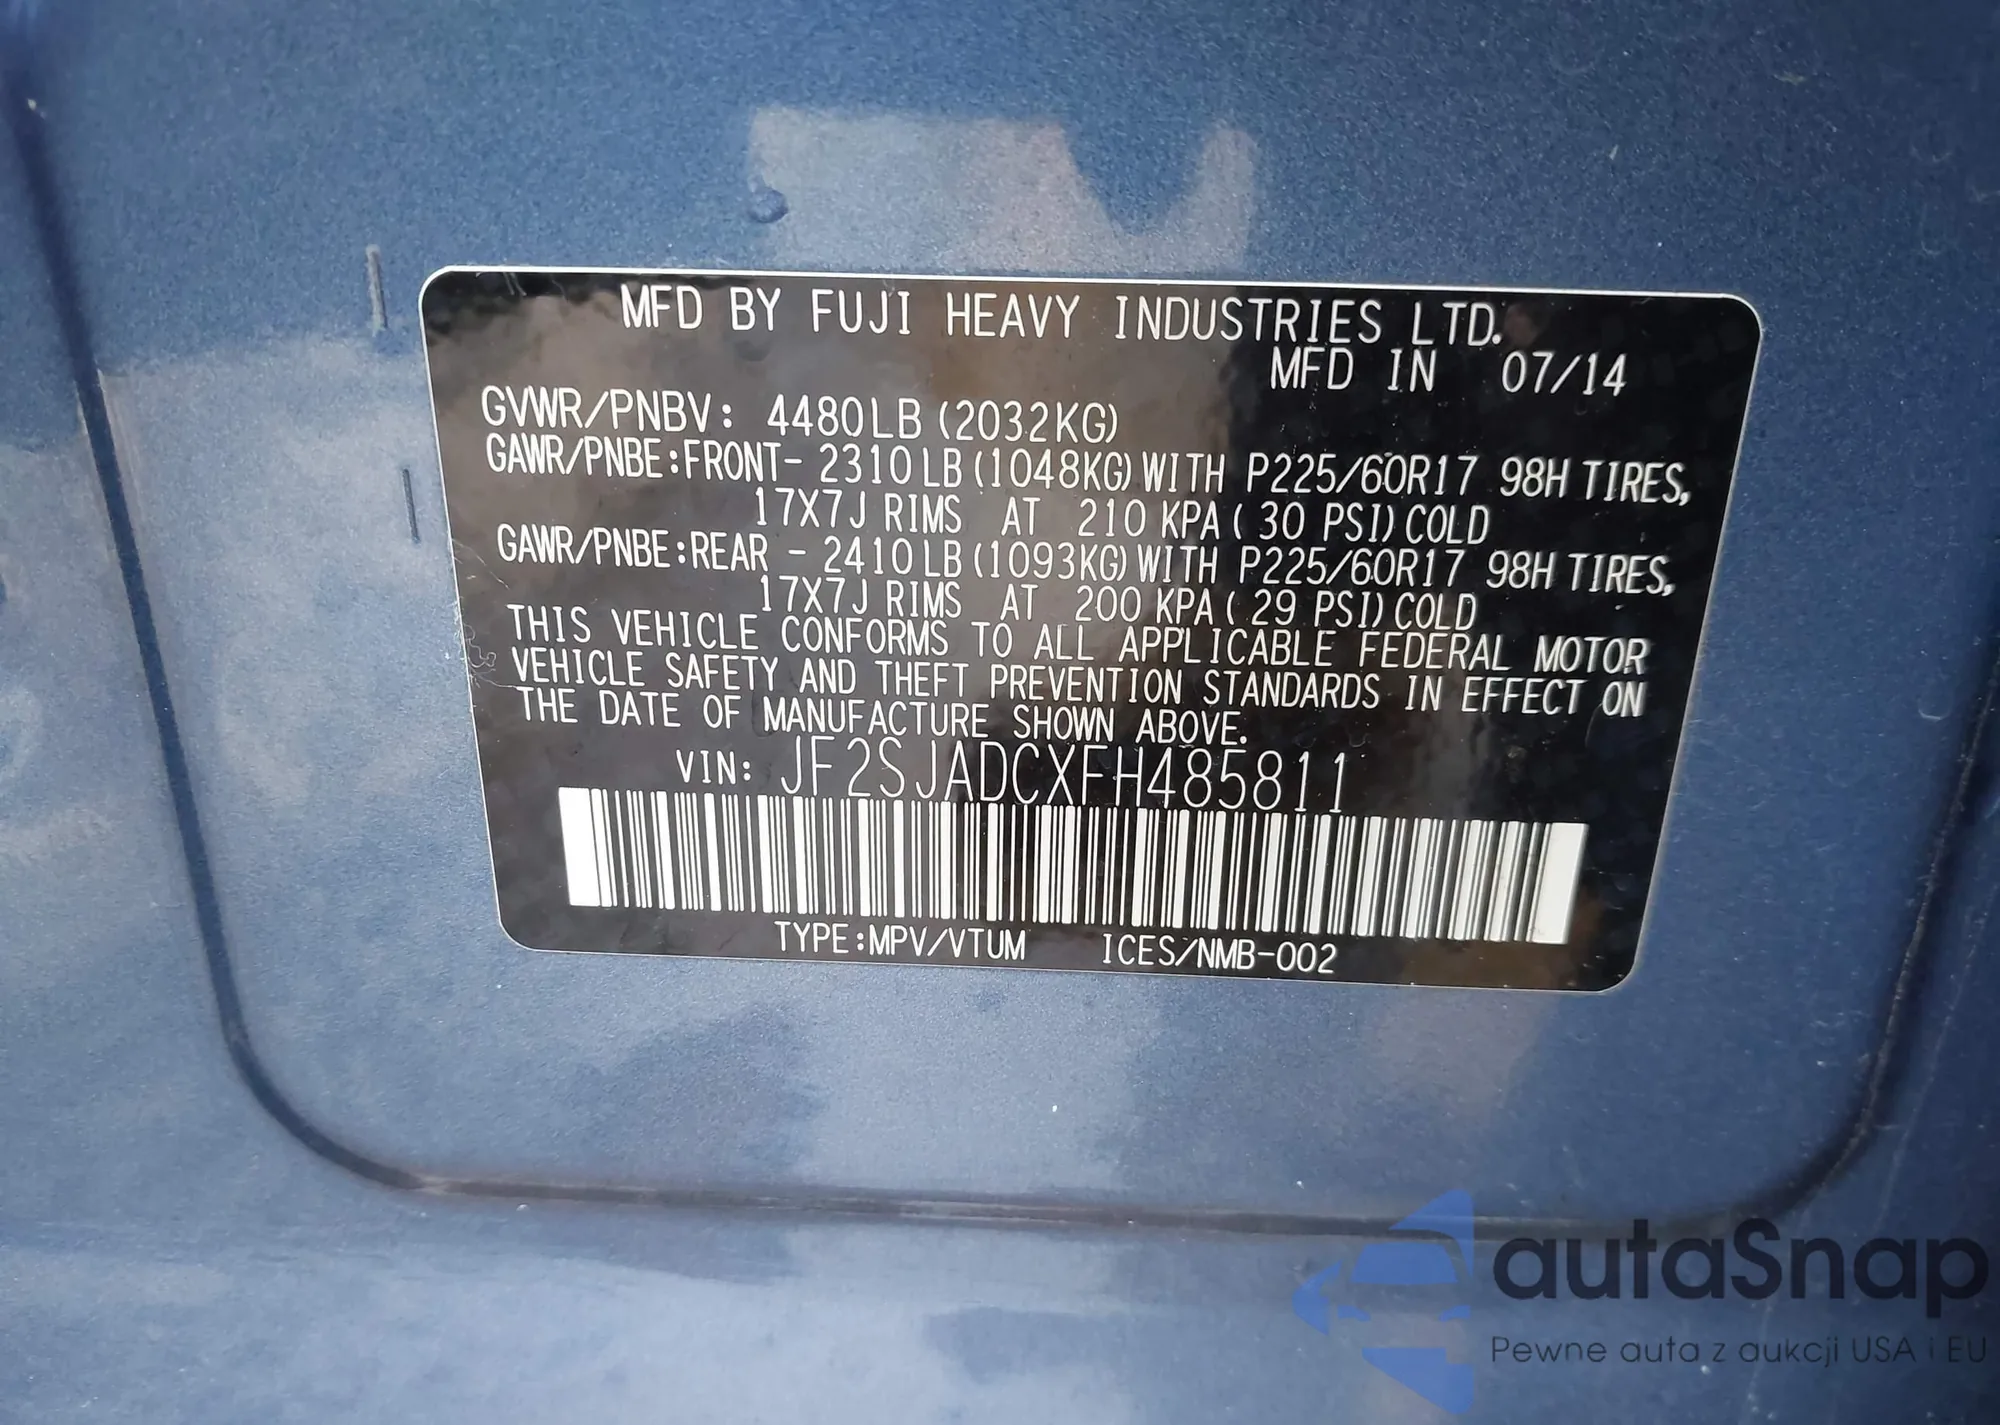 MFD BY FUJI HEAVY INDUSTRIES LTD.
MFD IN 07/14
GVWR/PNBV: 4480LB (2032KG)
GAWR/PNBE:FRONT- 2310LB (1048KG) WITH P225/60R17 98H TIRES,
17X7J RIMS AT 210 KPA ( 30 PSI) COLD
GAWR/PNBE:REAR - 2410LB (1093KG) WITH P225/60R17 98H TIRES,
17X7J RIMS AT 200 KPA ( 29 PSI) COLD
THIS VEHICLE CONFORMS TO ALL APPLICABLE FEDERAL MOTOR
VEHICLE SAFETY AND THEFT PREVENTION STANDARDS IN EFFECT ON
THE DATE OF MANUFACTURE SHOWN ABOVE.
VIN: JF2SJADCXFH485811
TYPE:MPV/VTUM ICES/NMB-002
autaSnap
Pewne auta z aukcji USA i EU